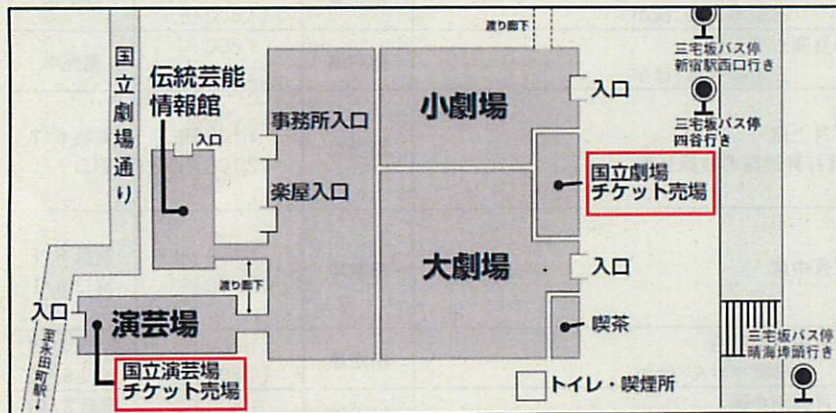 渡り廊下
国立劇場通り
伝統芸能
情報館
入口
事務所入口
楽屋入口
小劇場
入口
国立劇場
チケット売場
大劇場
入口
喫茶
渡り廊下
入口
演芸場
国立演芸場
チケット売場
至永田町駅→
トイレ・喫煙所
三宅坂バス停
新宿駅西口行き
三宅坂バス停
四谷行き
三宅坂バス停
晴海埠頭行き